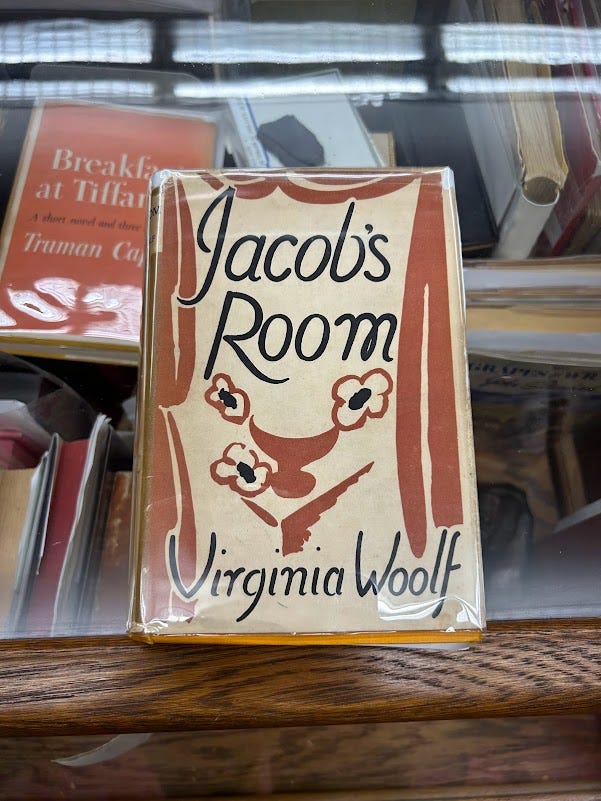 Jacob's
Room
Virginia Woolf
Breakfa
at Tiffan
A short novel and three
Truman Cap